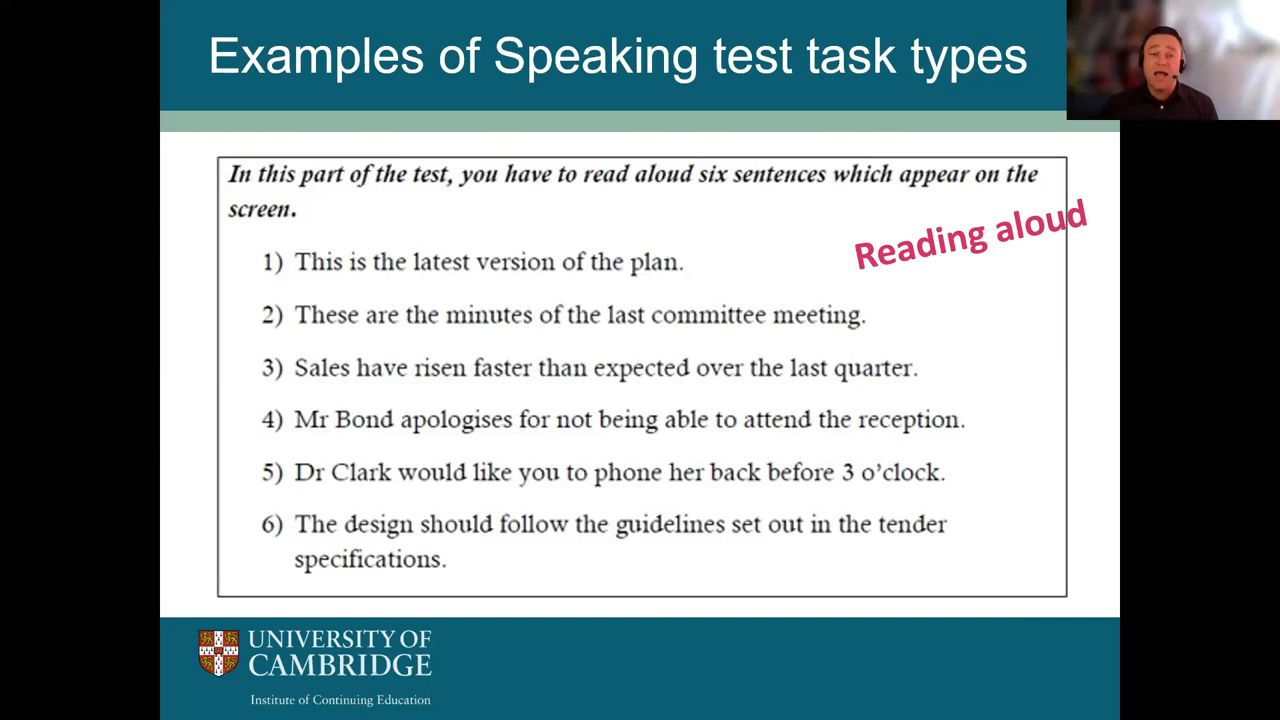 Examples of Speaking test task types
In this part of the test, you have to read aloud six sentences which appear on the
screen.
Reading aloud
1) This is the latest version of the plan.
2) These are the minutes of the last committee meeting.
3) Sales have risen faster than expected over the last quarter.
4) Mr Bond apologises for not being able to attend the reception.
5) Dr Clark would like you to phone her back before 3 o’clock.
6) The design should follow the guidelines set out in the tender
specifications.
UNIVERSITY OF
CAMBRIDGE
Institute of Continuing Education